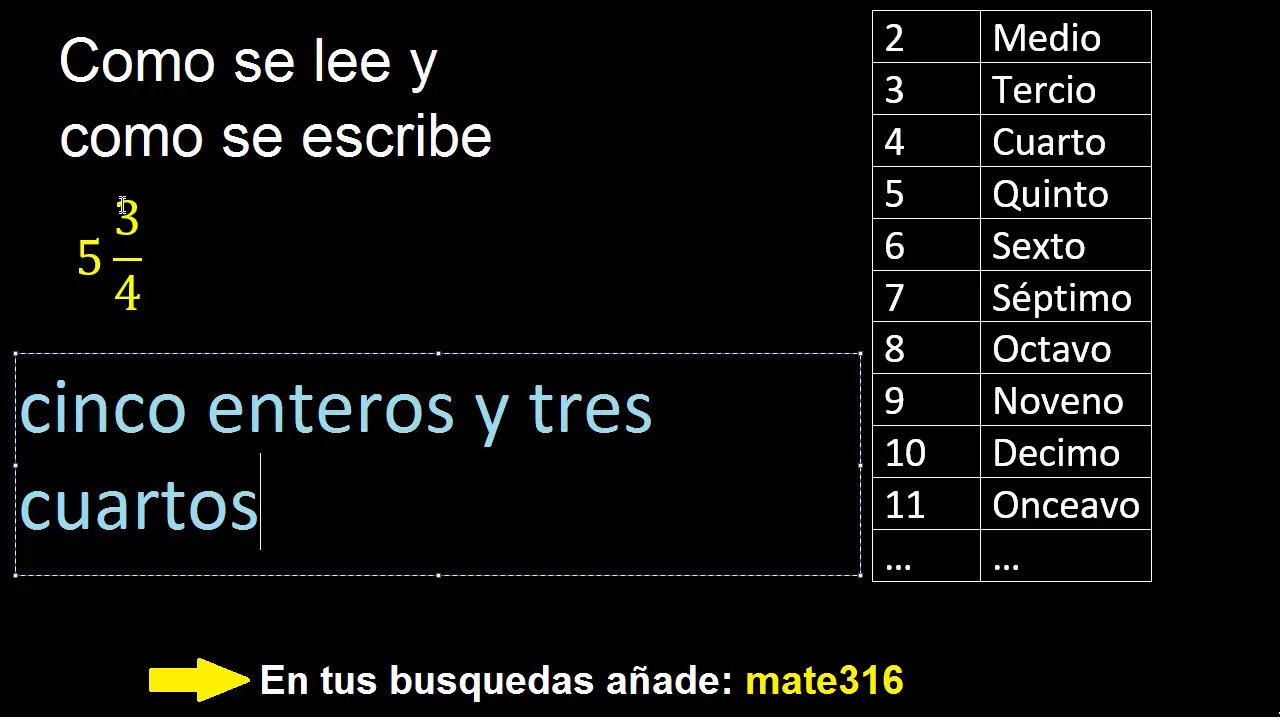 Como se lee y
como se escribe
5 3/4
cinco enteros y tres
cuartos
2 Medio
3 Tercio
4 Cuarto
5 Quinto
6 Sexto
7 Séptimo
8 Octavo
9 Noveno
10 Decimo
11 Onceavo
... ...
En tus busquedas añade: mate316